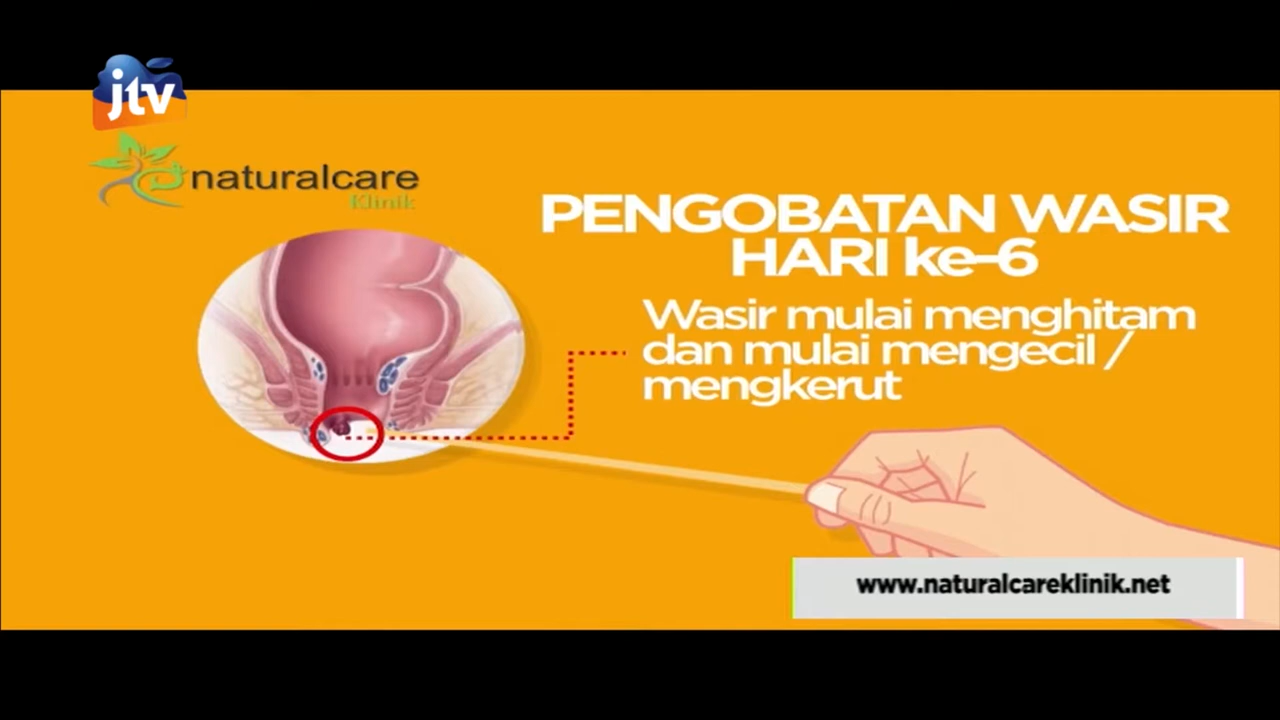 jtv
naturalcare
Klinik
PENGOBATAN WASIR
HARI ke-6
Wasir mulai menghitam
dan mulai mengecil /
mengkerut
www.naturalcareklinik.net